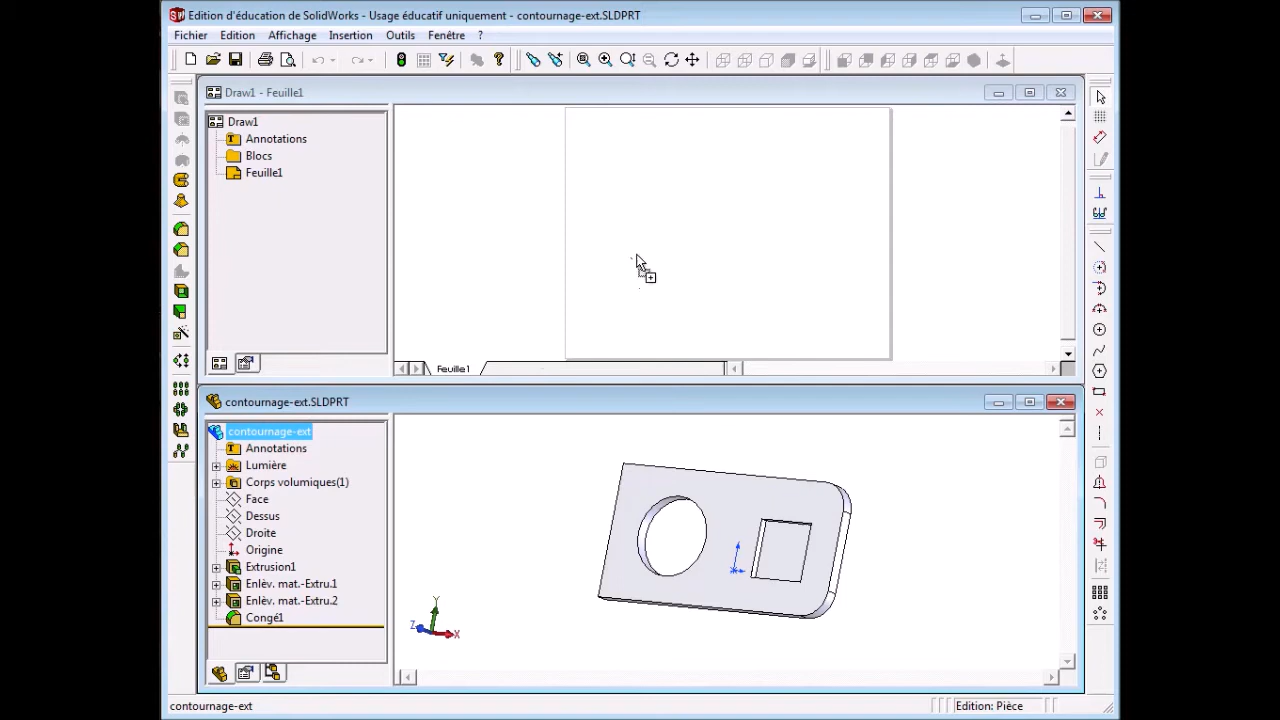 Edition d'éducation de SolidWorks - Usage éducatif uniquement - contournage-ext.SLDPRT
Fichier Edition Affichage Insertion Outils Fenêtre ?
Draw1 - Feuille1
Draw1
Annotations
Blocs
Feuille1
Feuille1
contournage-ext.SLDPRT
contournage-ext
Annotations
Lumière
Corps volumiques(1)
Face
Dessus
Droite
Origine
Extrusion1
Enlèv. mat.-Extru.1
Enlèv. mat.-Extru.2
Congé1
Y
Z
X
contournage-ext
Edition: Pièce